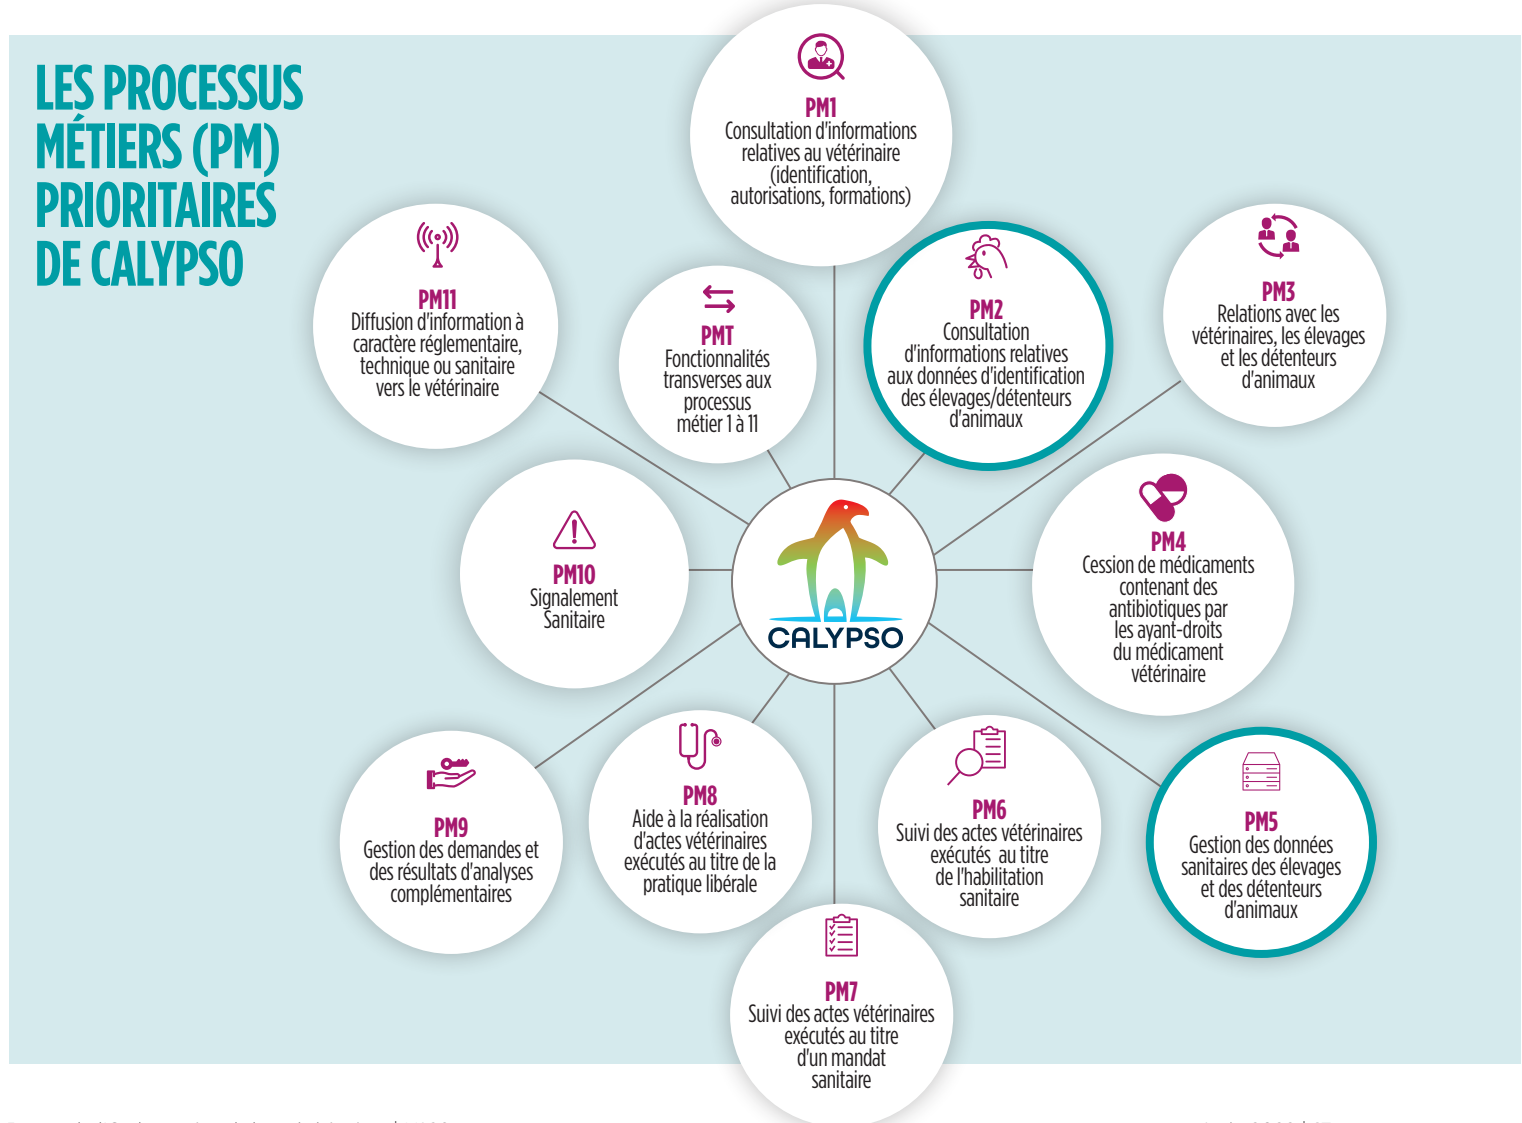 LES PROCESSUS
MÉTIERS (PM)
PRIORITAIRES
DE CALYPSO
PM1
Consultation d'informations
relatives au vétérinaire
(identification,
autorisations, formations)
PM2
Consultation
d'informations relatives
aux données d'identification
des élevages/détenteurs
d'animaux
PM3
Relations avec les
vétérinaires, les élevages
et les détenteurs
d'animaux
PM4
Cession de médicaments
contenant des
antibiotiques par
les ayant-droits
du médicament
vétérinaire
PM5
Gestion des données
sanitaires des élevages
et des détenteurs
d'animaux
PM6
Suivi des actes vétérinaires
exécutés au titre
de l'habilitation
sanitaire
PM7
Suivi des actes vétérinaires
exécutés au titre
d'un mandat
sanitaire
PM8
Aide à la réalisation
d'actes vétérinaires
exécutés au titre de la
pratique libérale
PM9
Gestion des demandes et
des résultats d'analyses
complémentaires
PM10
Signalement
Sanitaire
PM11
Diffusion d'information à
caractère réglementaire,
technique ou sanitaire
vers le vétérinaire
PMT
Fonctionnalités
transverses aux
processus
métier 1 à 11
CALYPSO